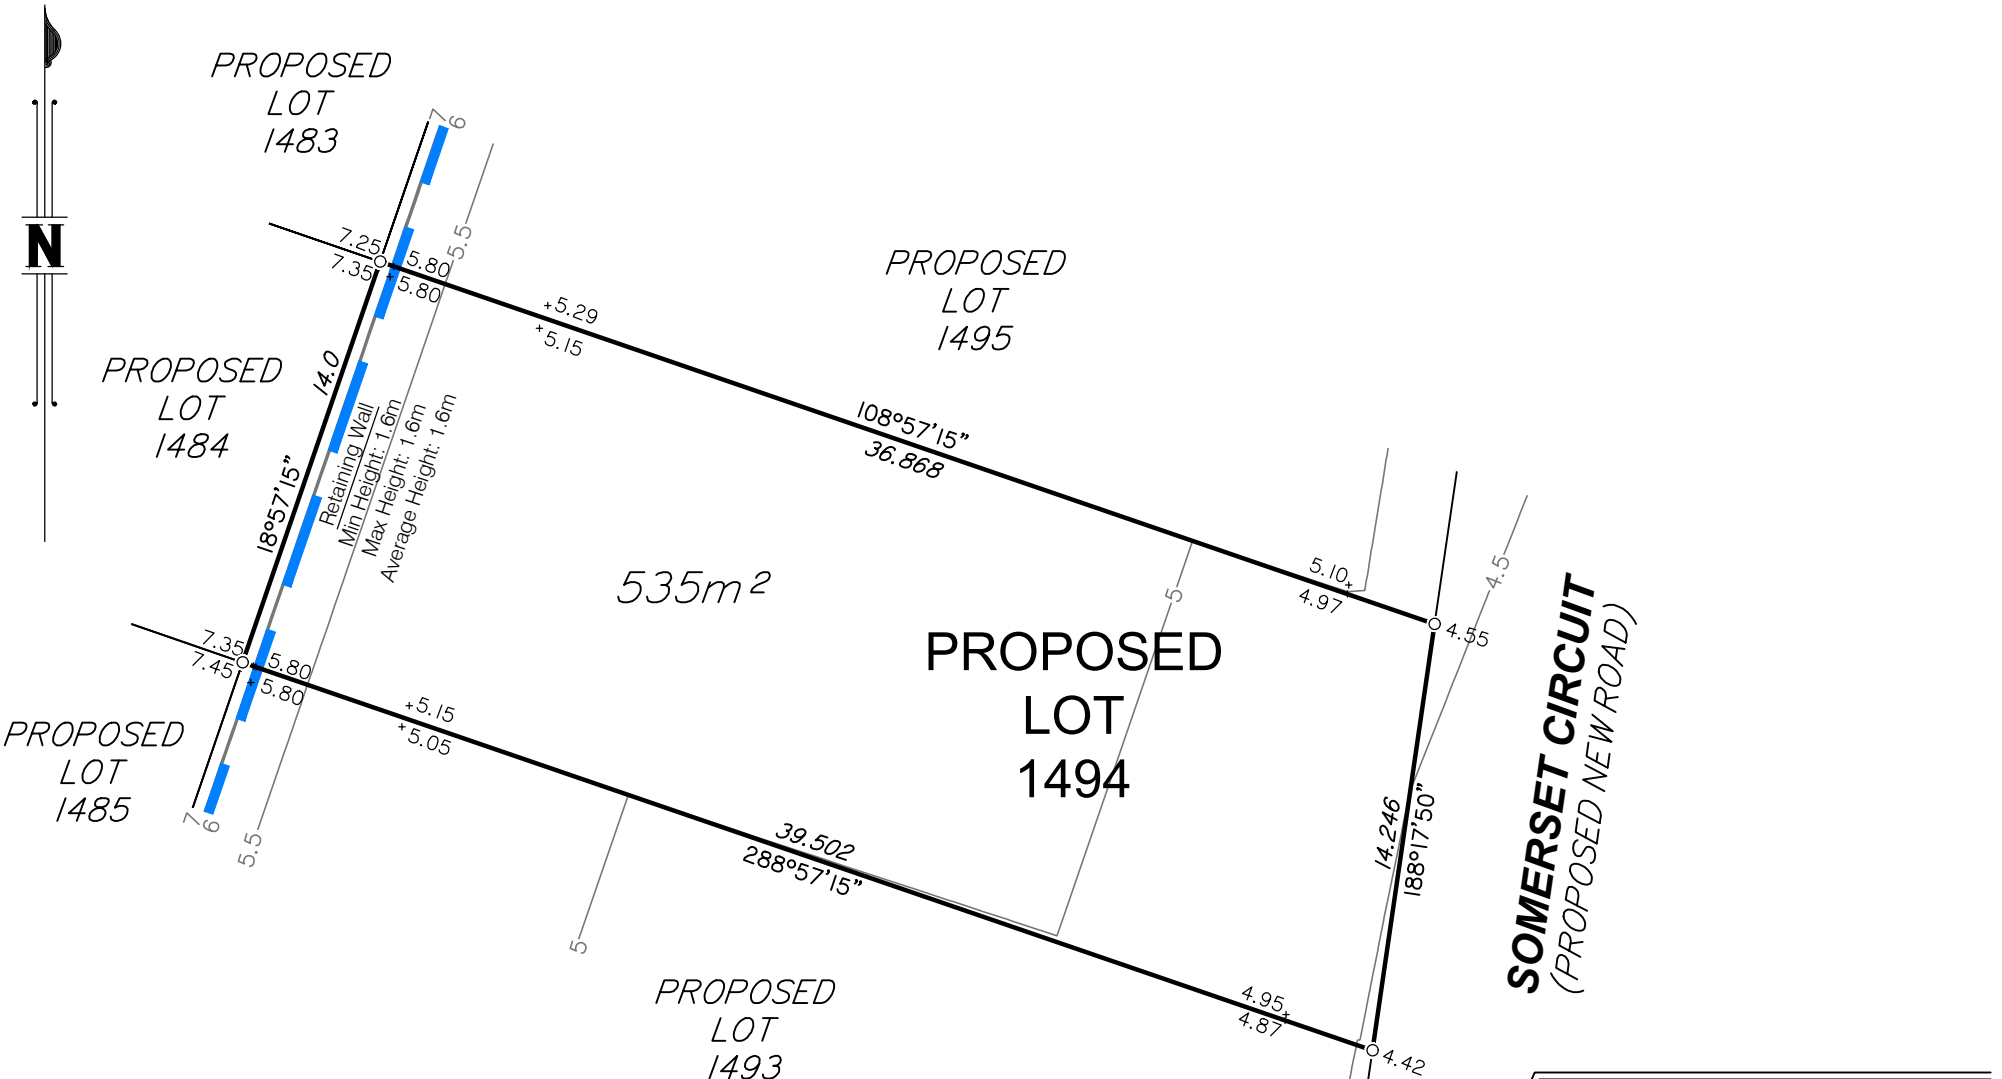 PROPOSED
LOT
1483
7
6
N
7.25
7.35
5.80
5.80
5.5
5.29
5.15
PROPOSED
LOT
1495
PROPOSED
LOT
1484
14.0
18°57'15"
Retaining Wall
Min Height: 1.6m
Max Height: 1.6m
Average Height: 1.6m
108°57'15"
36.868
535m²
5.10
4.97
4.5
4.55
5
PROPOSED
LOT
1494
SOMERSET CIRCUIT
(PROPOSED NEW ROAD)
7.35
7.45
5.80
5.80
5.15
5.05
PROPOSED
LOT
1485
7
6
5.5
39.502
288°57'15"
14.246
188°17'50"
5
PROPOSED
LOT
1493
4.95
4.87
4.42